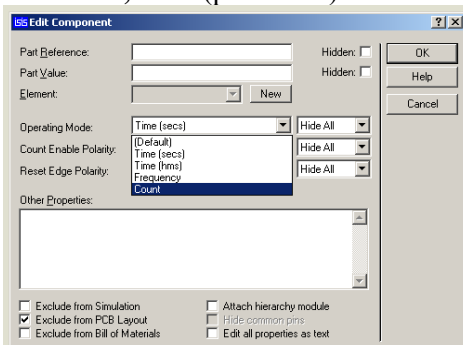 isis Edit Component
Part Reference: Hidden:
Part Value: Hidden:
Element: New
Operating Mode: Time (secs) Hide All
Count Enable Polarity: (Default) Hide All
Time (secs)
Reset Edge Polarity: Time (hms) Hide All
Frequency
Count
Other Properties:
Exclude from Simulation Attach hierarchy module
Exclude from PCB Layout Hide common pins
Exclude from Bill of Materials Edit all properties as text
OK
Help
Cancel